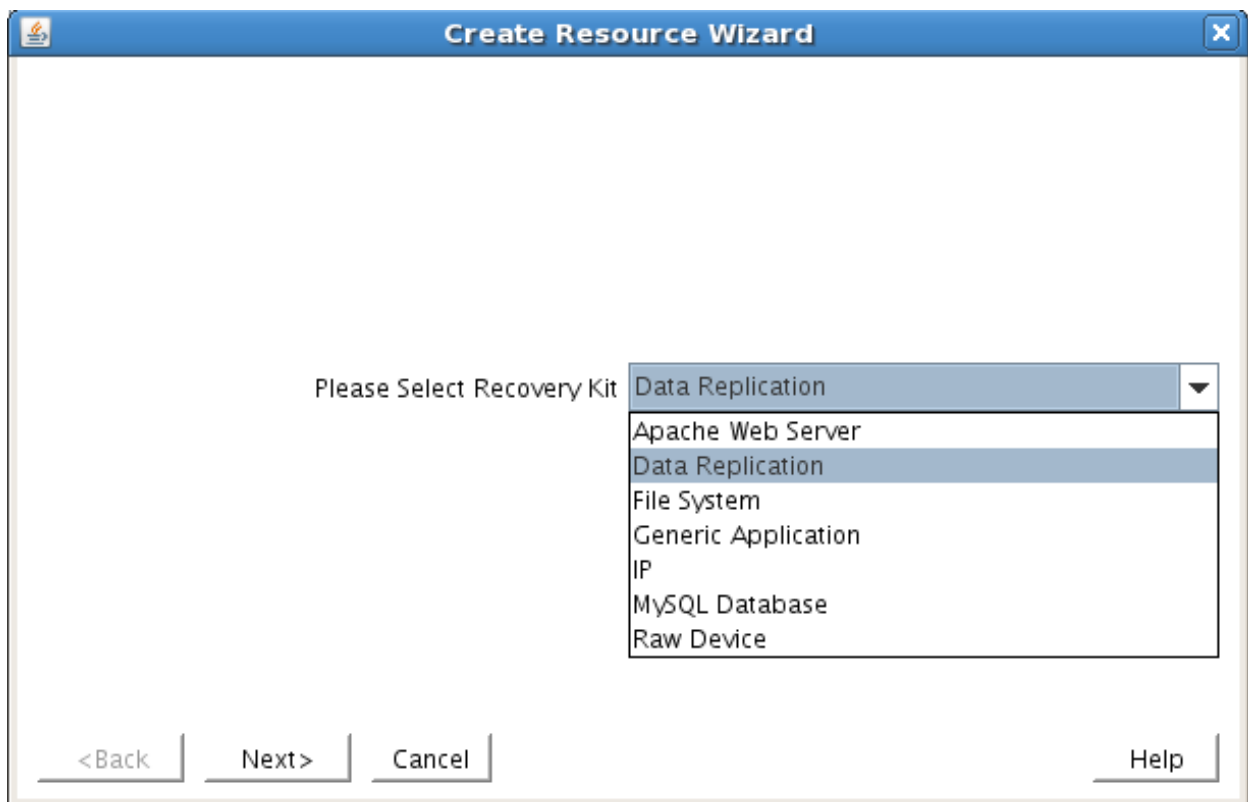 Create Resource Wizard
Please Select Recovery Kit Data Replication
Apache Web Server
Data Replication
File System
Generic Application
IP
MySQL Database
Raw Device
<Back Next> Cancel Help